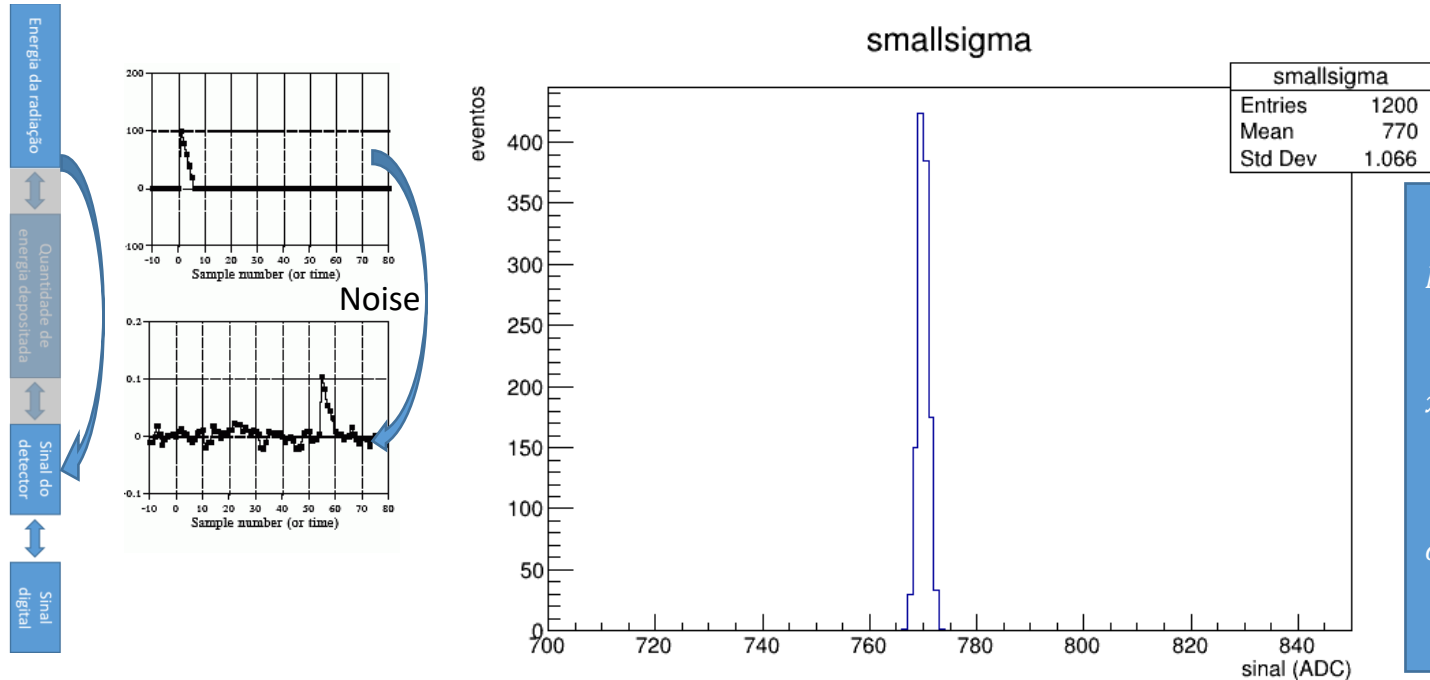 Energia da radiação
Quantidade de
energia depositada
Sinal do
detector
Sinal
digital
200
100
0
-100
-10 0 10 20 30 40 50 60 70 80
Sample number (or time)
Noise
0.2
0.1
0
-0.1
-10 0 10 20 30 40 50 60 70 80
Sample number (or time)
smallsigma
smallsigma
Entries 1200
Mean 770
Std Dev 1.066
eventos
400
350
300
250
200
150
100
50
0
700 720 740 760 780 800 820 840
sinal (ADC)